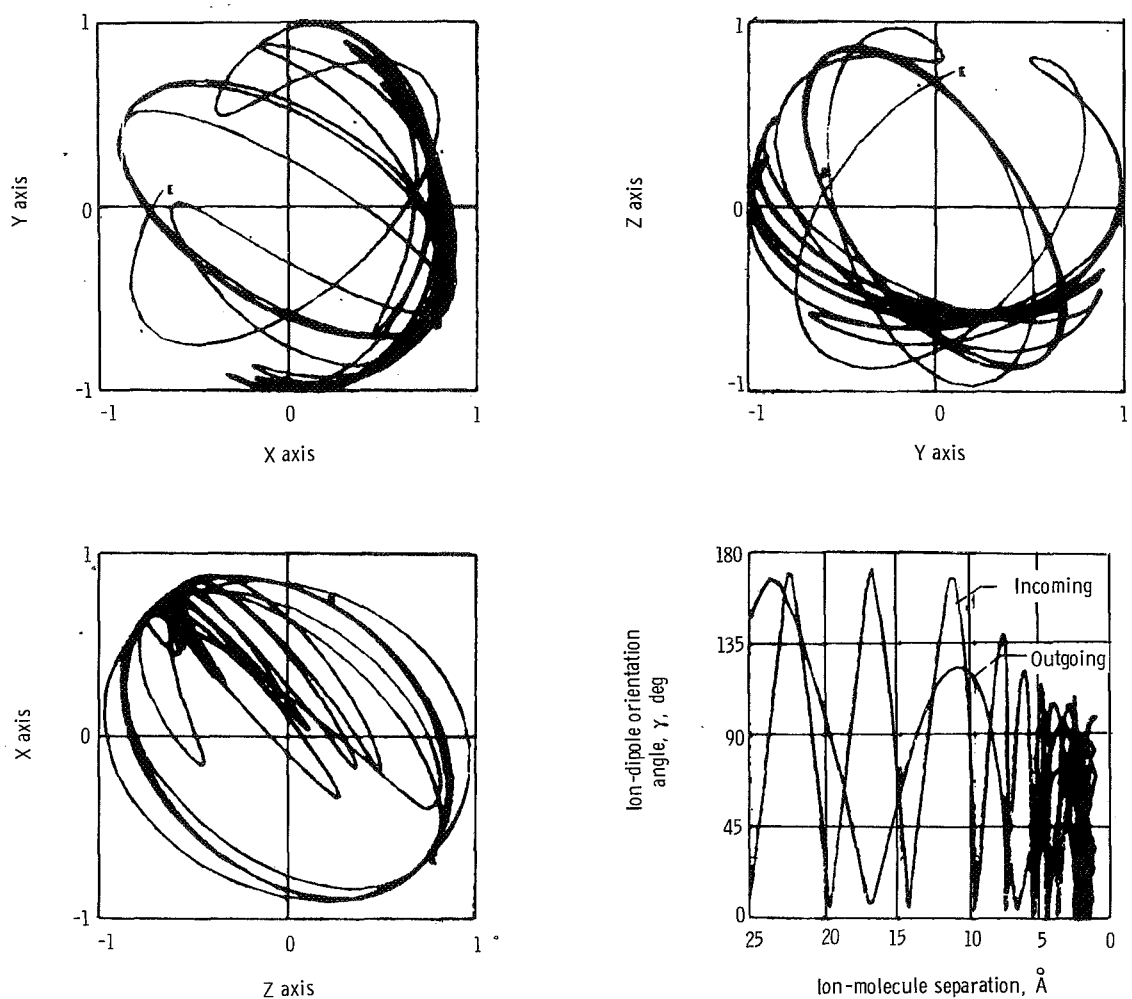 1
Y axis
0
-1
-1
0
1
X axis
E
1
Z axis
0
-1
-1
0
1
Y axis
E
1
X axis
0
-1
-1
0
1
Z axis
180
135
90
45
0
Ion-dipole orientation
angle, γ, deg
Incoming
Outgoing
25
20
15
10
5
0
Ion-molecule separation, Å